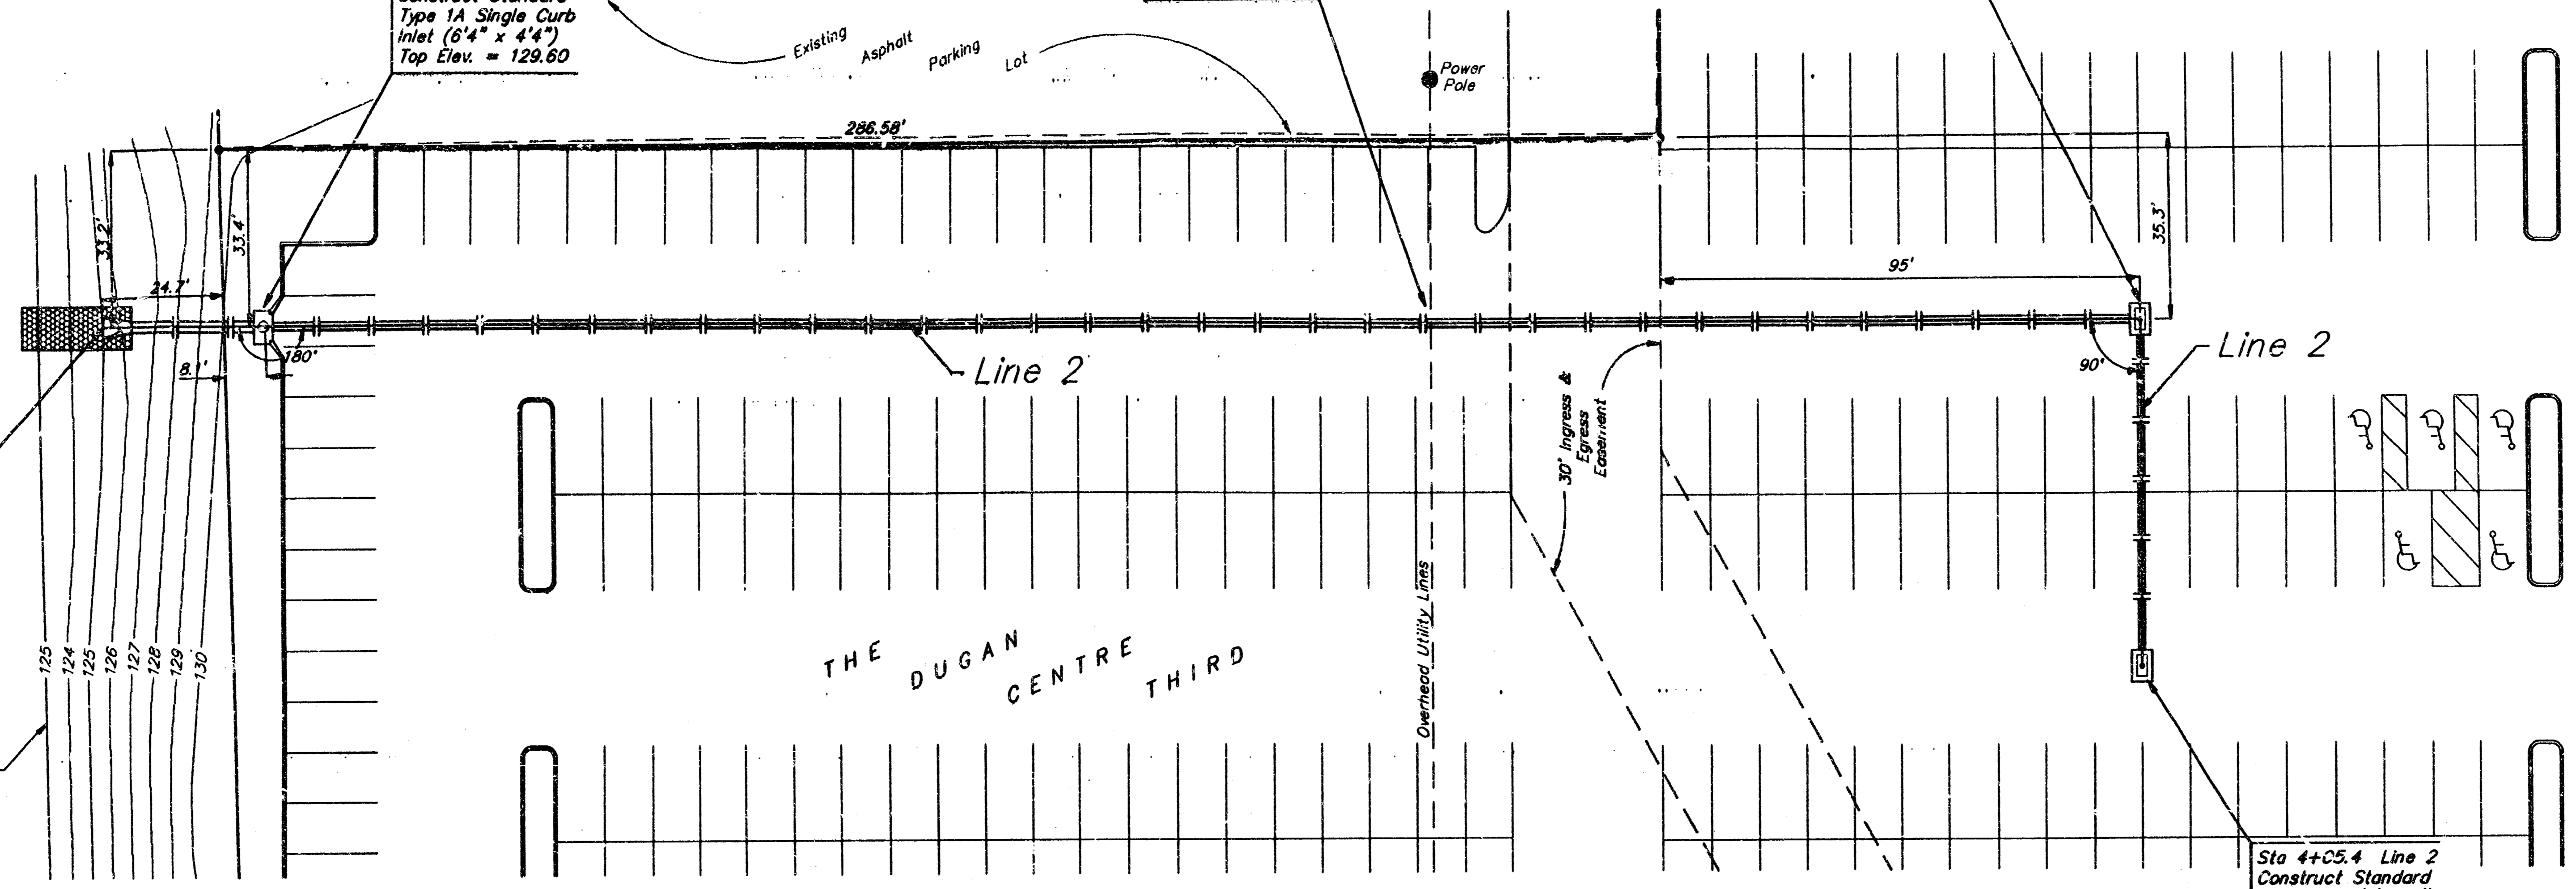 Construct Standard
Type 1A Single Curb
Inlet (6'4" x 4'4")
Top Elev. = 129.60
Existing Asphalt Parking Lot
Power
Pole
286.58'
33.2'
33.4'
35.3'
95'
24.7'
180'
8.1'
90'
Line 2
Line 2
30' Ingress &
Egress
Easement
Overhead Utility Lines
125
124
125
126
127
128
129
130
THE
DUGAN
CENTRE
THIRD
Sta 4+05.4 Line 2
Construct Standard